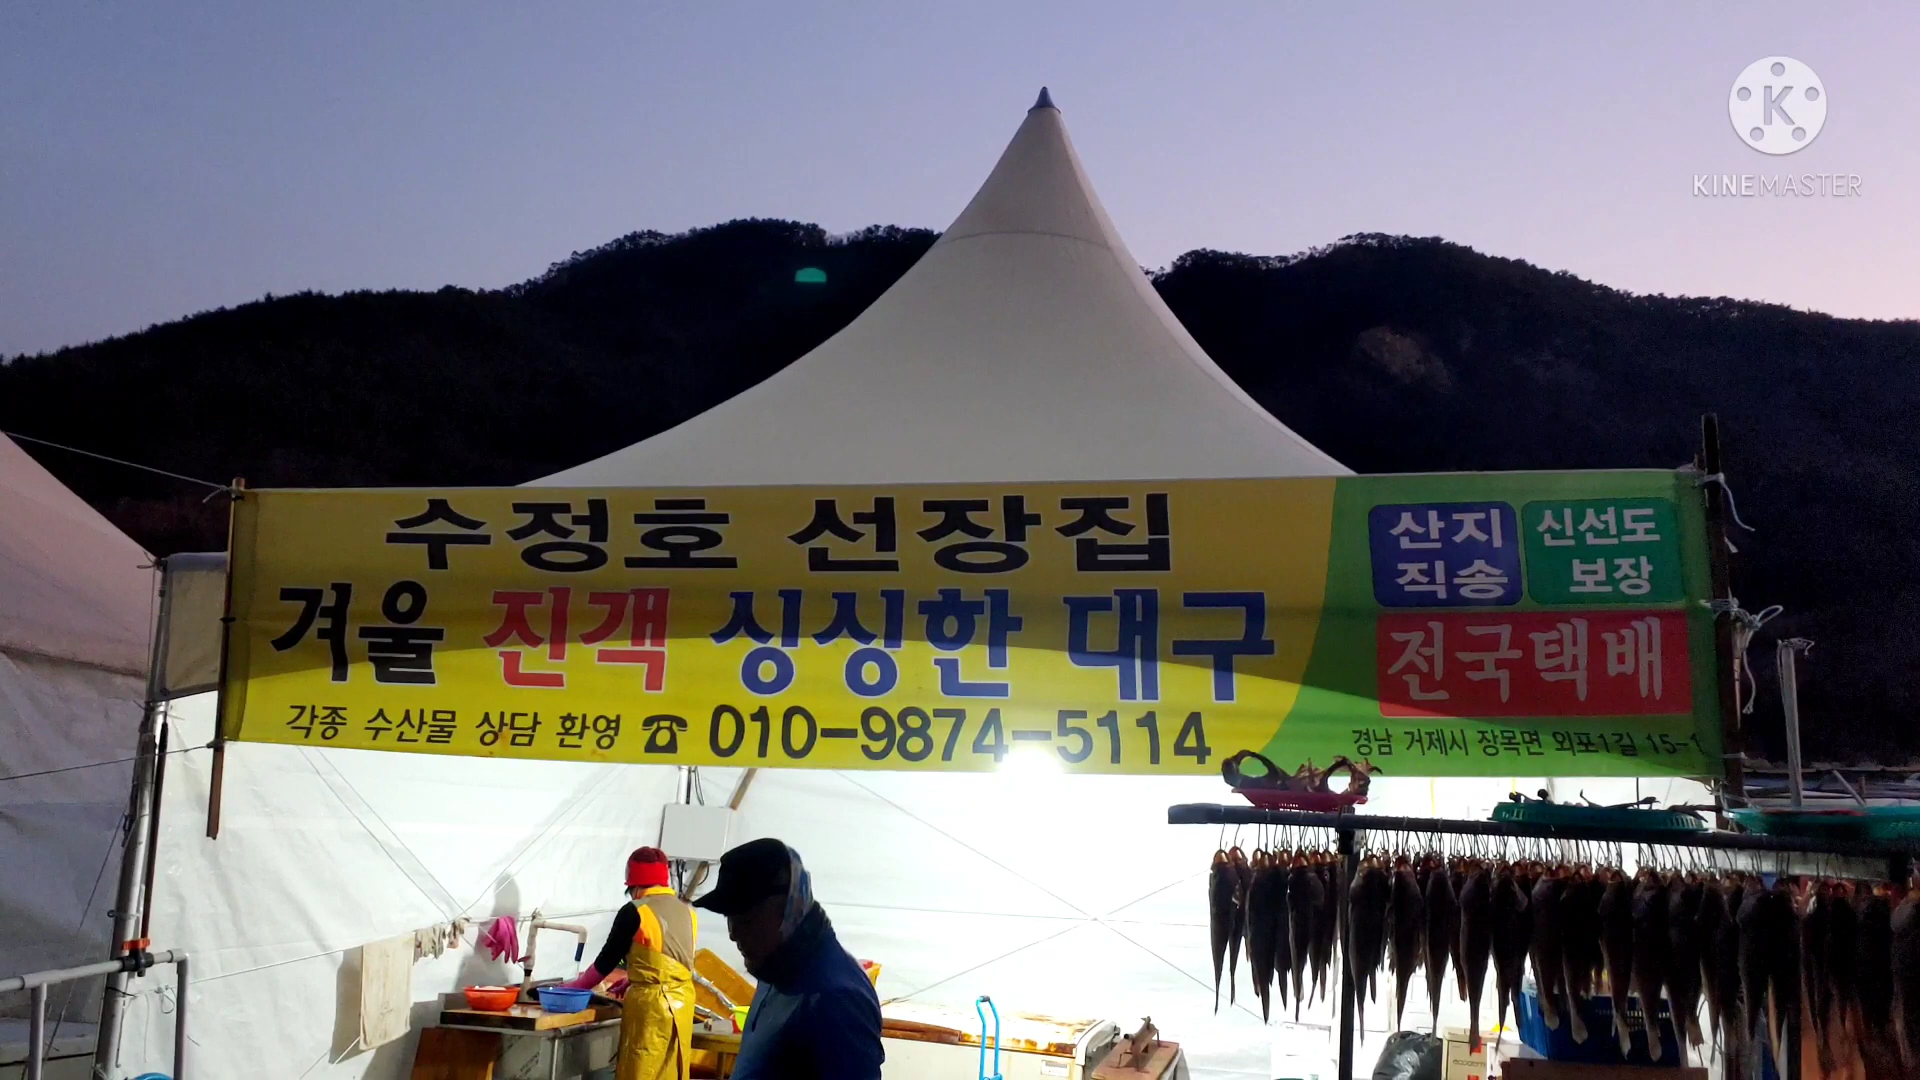 K
KINEMASTER
수정호 선장집
겨울 진객 싱싱한 대구
각종 수산물 상담 환영 ☎ 010-9874-5114
산지
직송
신선도
보장
전국택배
경남 거제시 장목면 외포1길 15-1